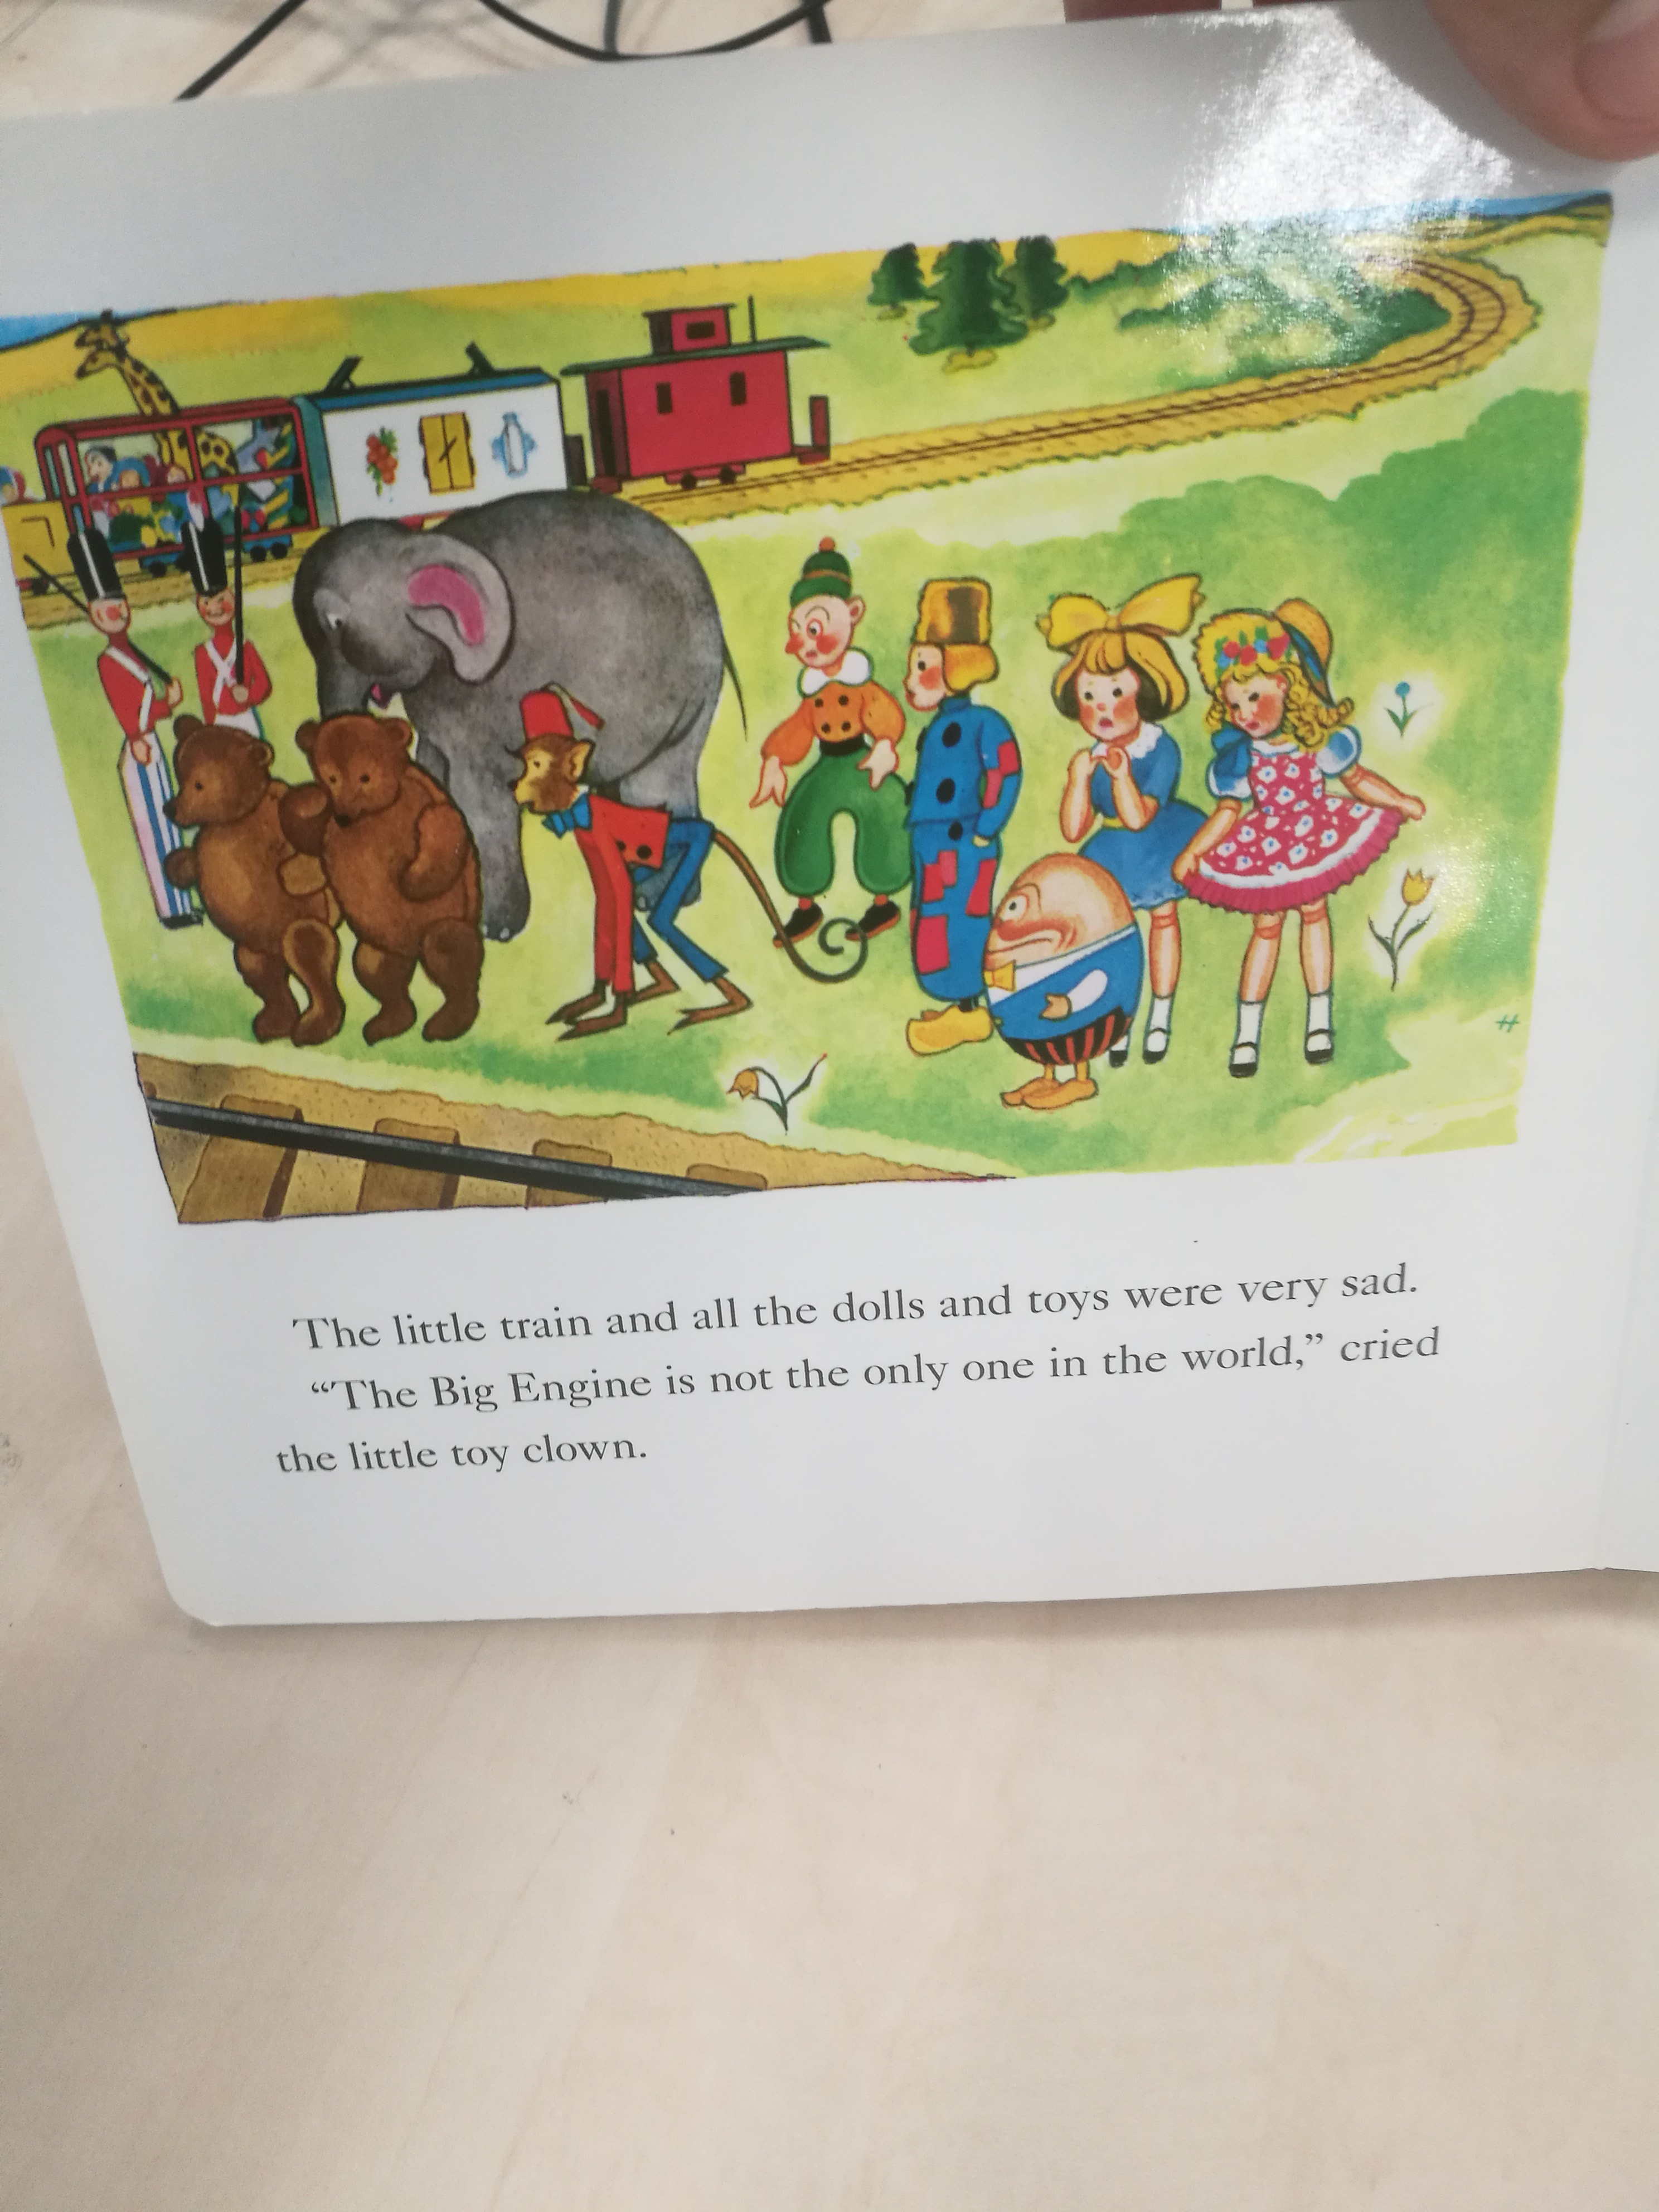 The little train and all the dolls and toys were very sad.
“The Big Engine is not the only one in the world,” cried
the little toy clown.
H